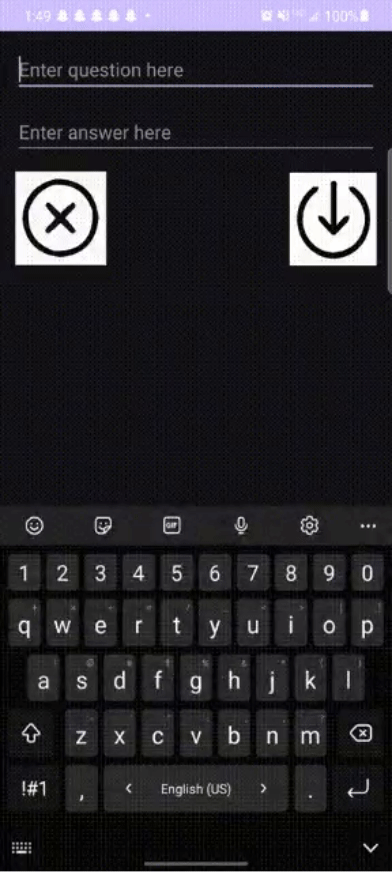 1:49 100%
Enter question here
Enter answer here
GIF
1 2 3 4 5 6 7 8 9 0
q w e r t y u i o p
a s d f g h j k l
z x c v b n m
!#1 , < English (US) > .